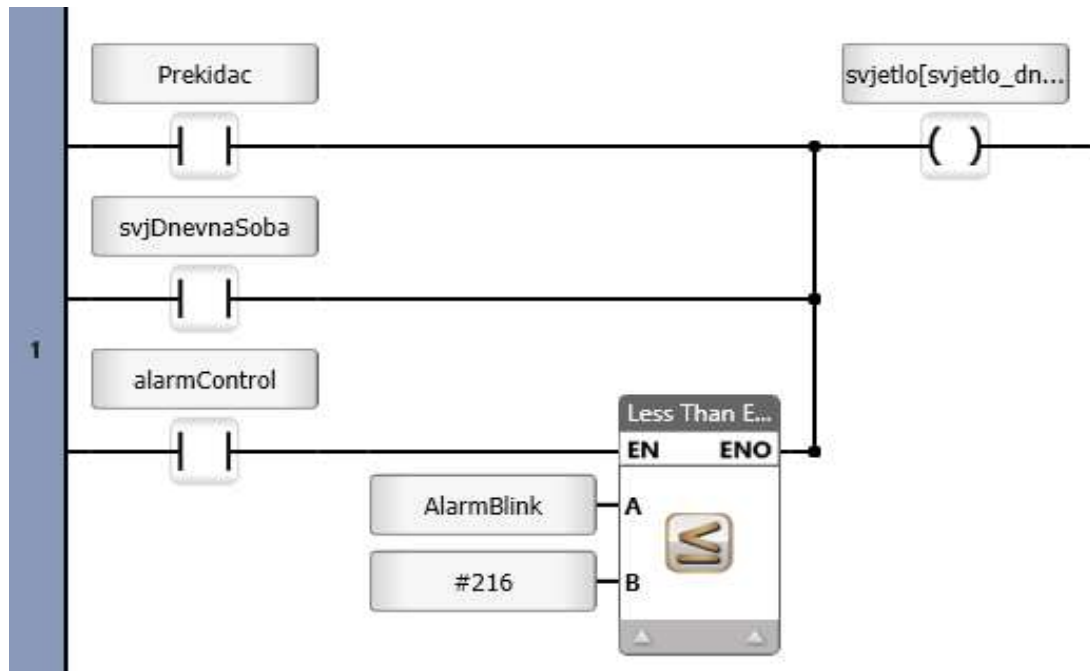 Prekidac
svjetlo[svjetlo_dn...
svjDnevnaSoba
1
alarmControl
Less Than E...
EN ENO
AlarmBlink
A
#216
B